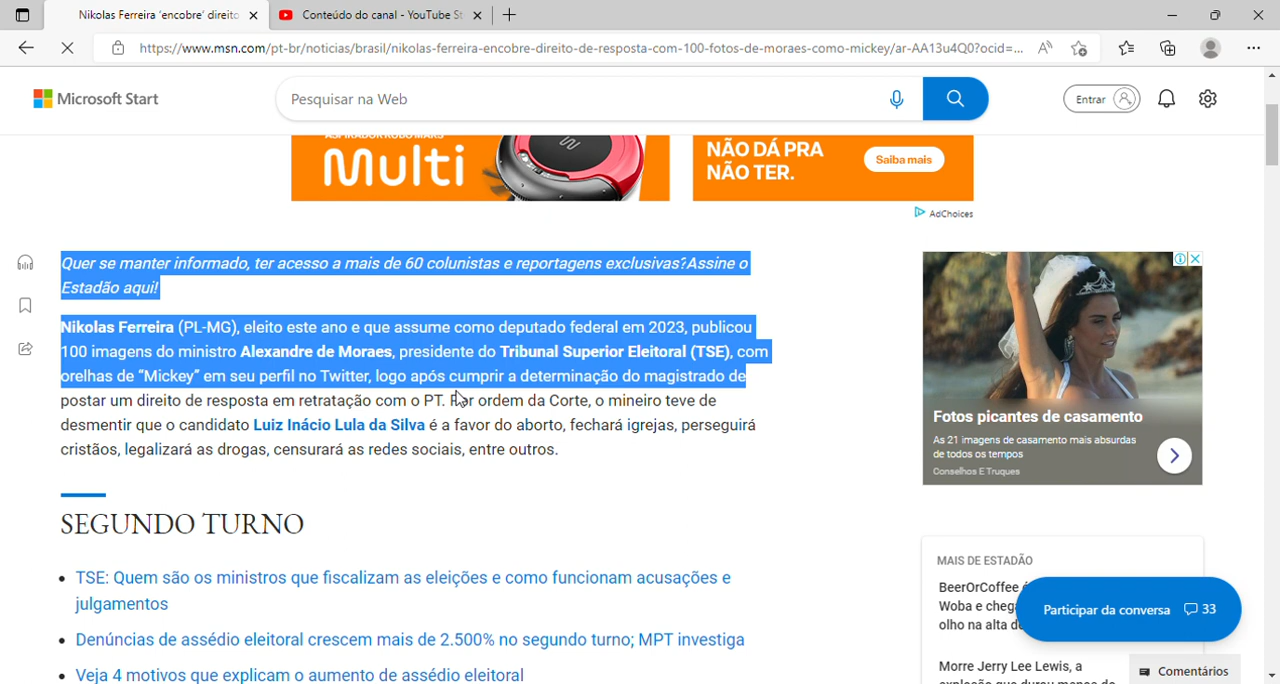 Nikolas Ferreira 'encobre' direito
Conteúdo do canal - YouTube St
https://www.msn.com/pt-br/noticias/brasil/nikolas-ferreira-encobre-direito-de-resposta-com-100-fotos-de-moraes-como-mickey/ar-AA13u4Q0?ocid=...
Microsoft Start
Pesquisar na Web
Entrar
ASPIRADOR ROBÔ MAIS
Multi
NÃO DÁ PRA
NÃO TER.
Saiba mais
AdChoices
Quer se manter informado, ter acesso a mais de 60 colunistas e reportagens exclusivas?Assine o
Estadão aqui!
Nikolas Ferreira (PL-MG), eleito este ano e que assume como deputado federal em 2023, publicou
100 imagens do ministro Alexandre de Moraes, presidente do Tribunal Superior Eleitoral (TSE), com
orelhas de "Mickey" em seu perfil no Twitter, logo após cumprir a determinação do magistrado de
postar um direito de resposta em retratação com o PT. Por ordem da Corte, o mineiro teve de
desmentir que o candidato Luiz Inácio Lula da Silva é a favor do aborto, fechará igrejas, perseguirá
cristãos, legalizará as drogas, censurará as redes sociais, entre outros.
SEGUNDO TURNO
TSE: Quem são os ministros que fiscalizam as eleições e como funcionam acusações e
julgamentos
Denúncias de assédio eleitoral crescem mais de 2.500% no segundo turno; MPT investiga
Veja 4 motivos que explicam o aumento de assédio eleitoral
Fotos picantes de casamento
As 21 imagens de casamento mais absurdas
de todos os tempos
Conselhos E Truques
MAIS DE ESTADÃO
BeerOrCoffee
Woba e chega
olho na alta
Participar da conversa 33
Morre Jerry Lee Lewis, a
explosão que durou menos de
Comentários